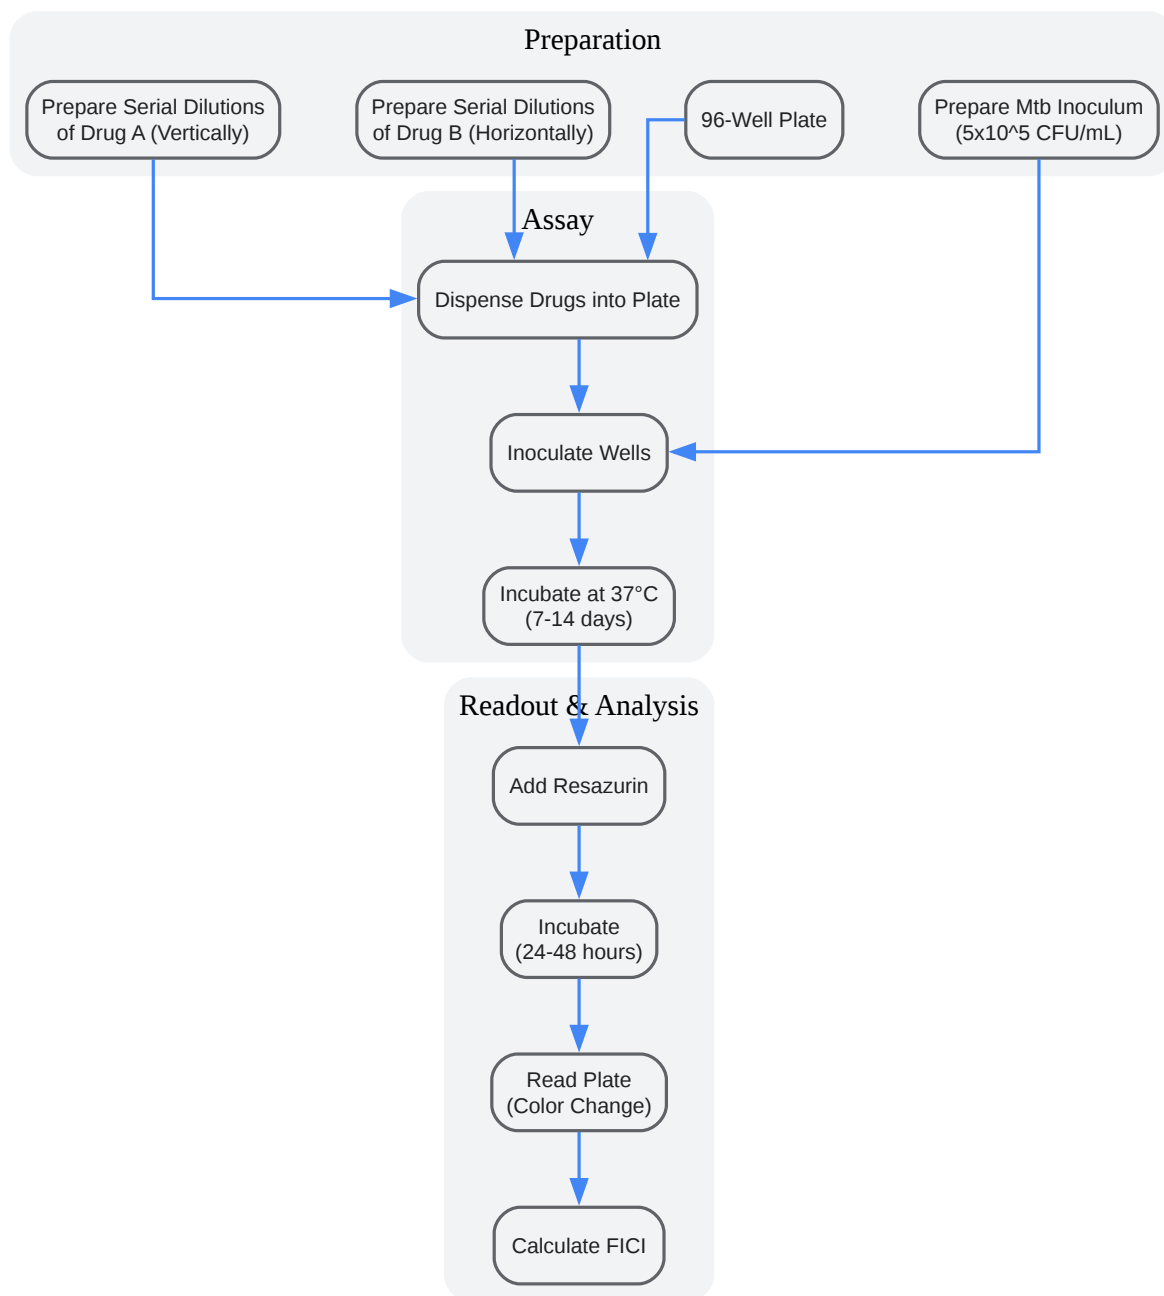 Preparation
Prepare Serial Dilutions
of Drug A (Vertically)
Prepare Serial Dilutions
of Drug B (Horizontally)
96-Well Plate
Prepare Mtb Inoculum
(5x10^5 CFU/mL)
Assay
Dispense Drugs into Plate
Inoculate Wells
Incubate at 37°C
(7-14 days)
Readout & Analysis
Add Resazurin
Incubate
(24-48 hours)
Read Plate
(Color Change)
Calculate FICI